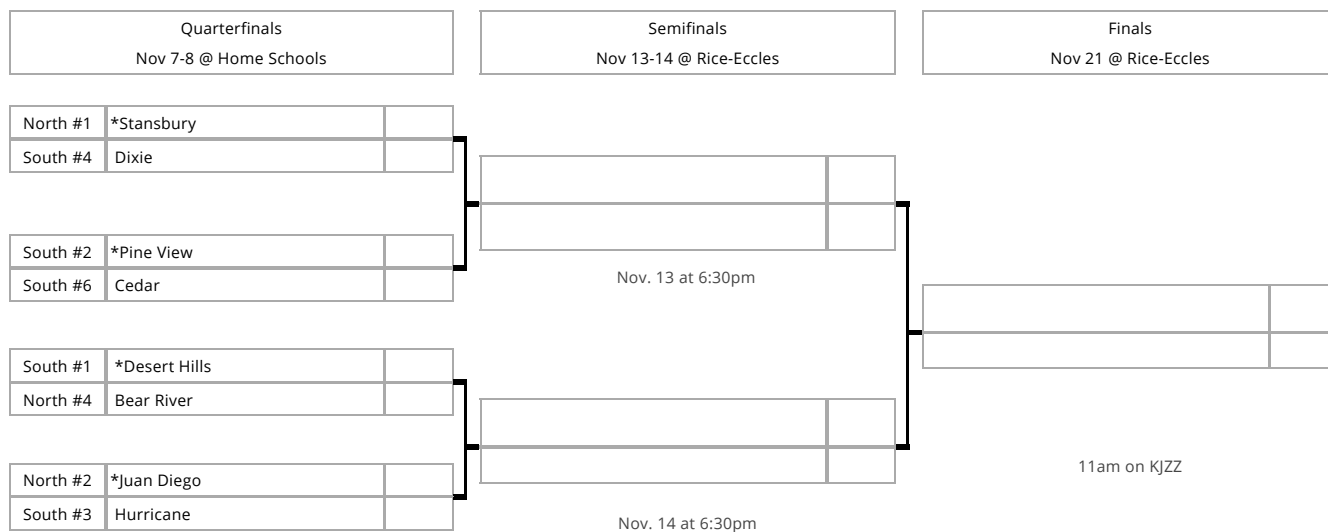 Quarterfinals
Nov 7-8 @ Home Schools
Semifinals
Nov 13-14 @ Rice-Eccles
Finals
Nov 21 @ Rice-Eccles
North #1 *Stansbury
South #4 Dixie
South #2 *Pine View
South #6 Cedar
Nov. 13 at 6:30pm
South #1 *Desert Hills
North #4 Bear River
North #2 *Juan Diego
South #3 Hurricane
Nov. 14 at 6:30pm
11am on KJZZ